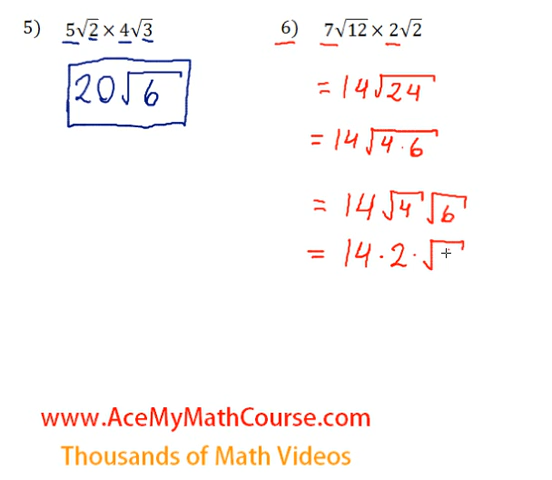 5) 5√2 × 4√3
20√6
6) 7√12 × 2√2
= 14√24
= 14√4·6
= 14√4 √6
= 14·2·√
www.AceMyMathCourse.com
Thousands of Math Videos